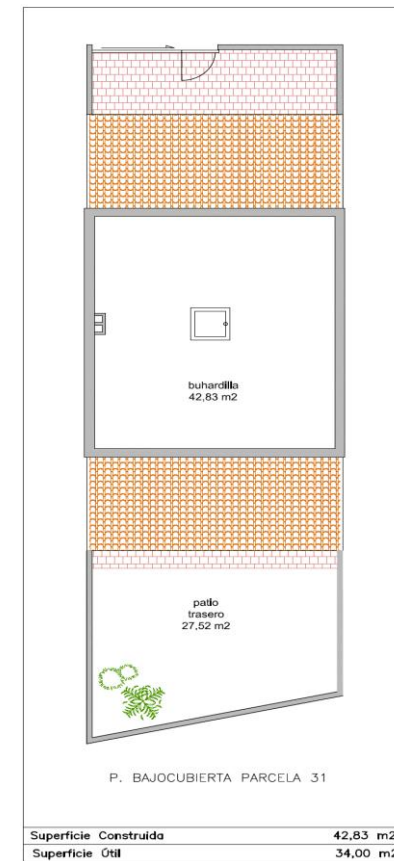 buhardilla
42,83 m2
patio
trasero
27,52 m2
P. BAJOCUBIERTA PARCELA 31
Superficie Construida 42,83 m2
Superficie Útil 34,00 m2